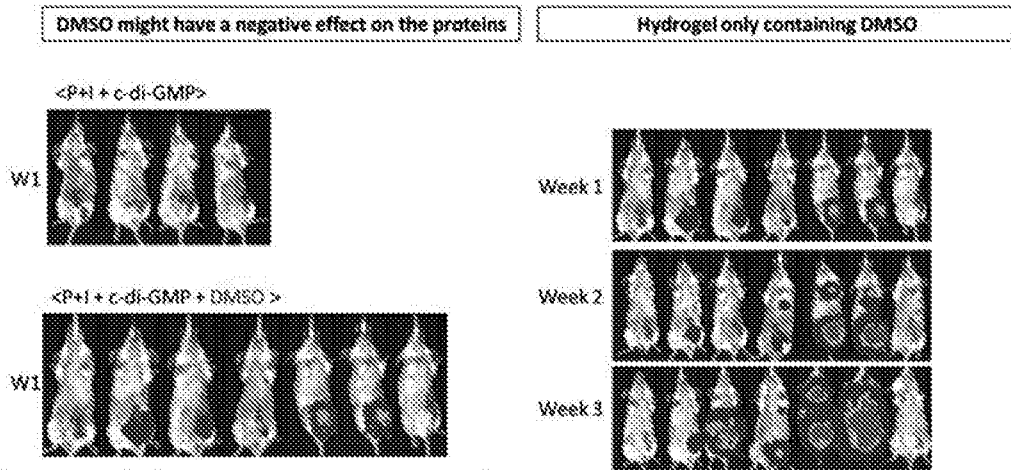 DMSO might have a negative effect on the proteins
Hydrogel only containing DMSO
<P+I + c-di-GMP>
W1
<P+I + c-di-GMP + DMSO >
W1
Week 1
Week 2
Week 3